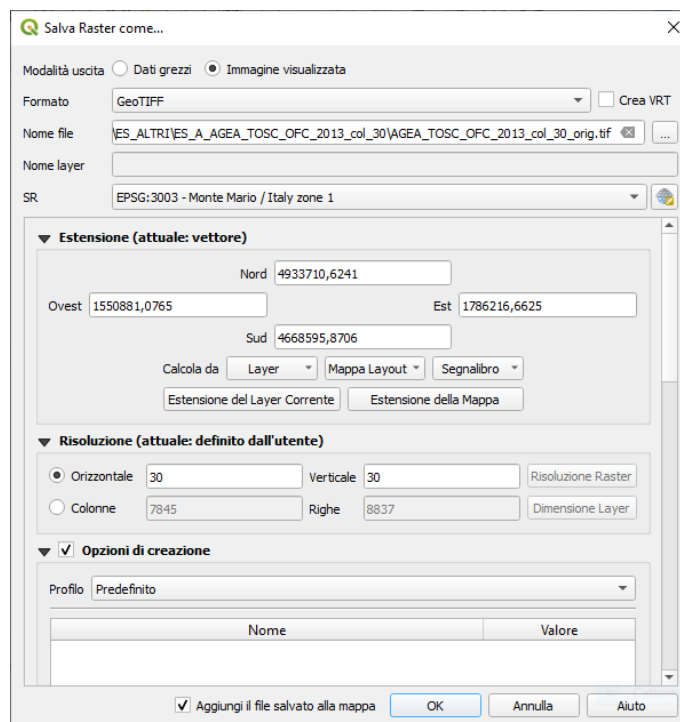 Salva Raster come...
Modalità uscita Dati grezzi Immagine visualizzata
Formato GeoTIFF Crea VRT
Nome file \ES_ALTRI\ES_A_AGEA_TOSC_OFC_2013_col_30\AGEA_TOSC_OFC_2013_col_30_orig.tif ...
Nome layer
SR EPSG:3003 - Monte Mario / Italy zone 1
Estensione (attuale: vettore)
Nord 4933710,6241
Ovest 1550881,0765 Est 1786216,6625
Sud 4668595,8706
Calcola da Layer Mappa Layout Segnalibro
Estensione del Layer Corrente Estensione della Mappa
Risoluzione (attuale: definito dall'utente)
Orizzontale 30 Verticale 30 Risoluzione Raster
Colonne 7845 Righe 8837 Dimensione Layer
Opzioni di creazione
Profilo Predefinito
Nome Valore
Aggiungi il file salvato alla mappa OK Annulla Aiuto